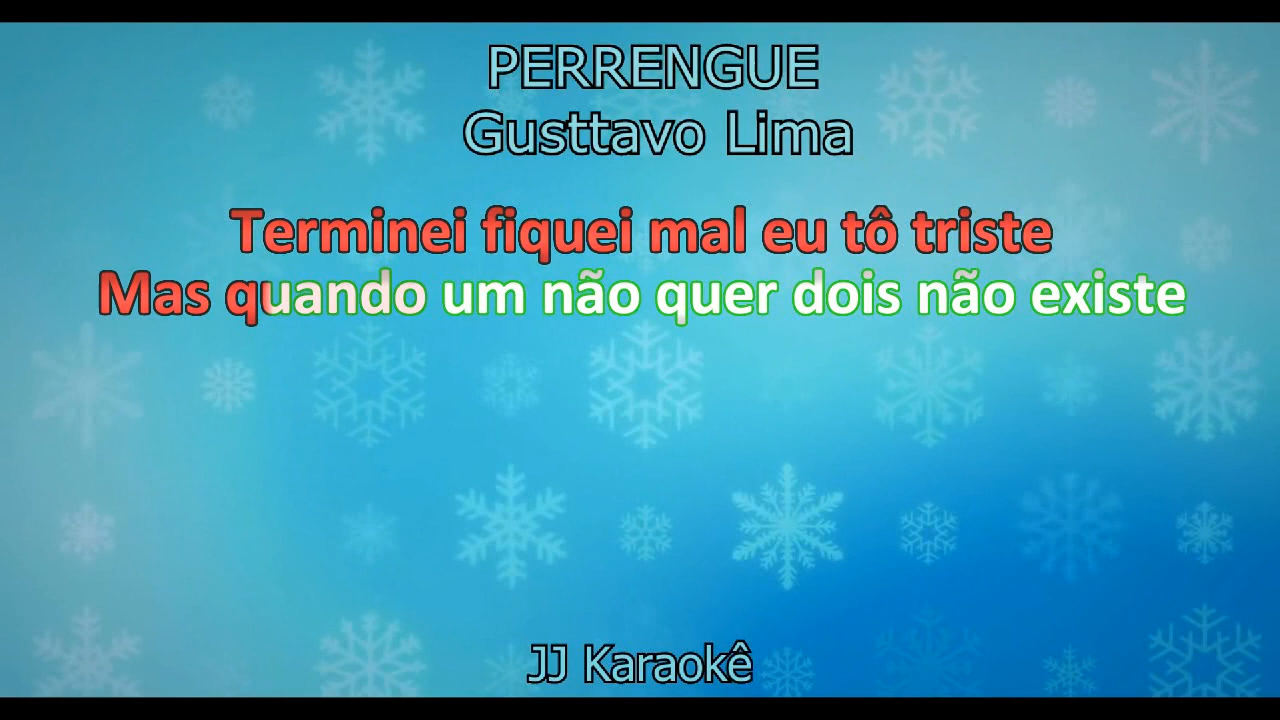 PERRENGUE
Gusttavo Lima
Terminei fiquei mal eu tô triste
Mas quando um não quer dois não existe
JJ Karaokê